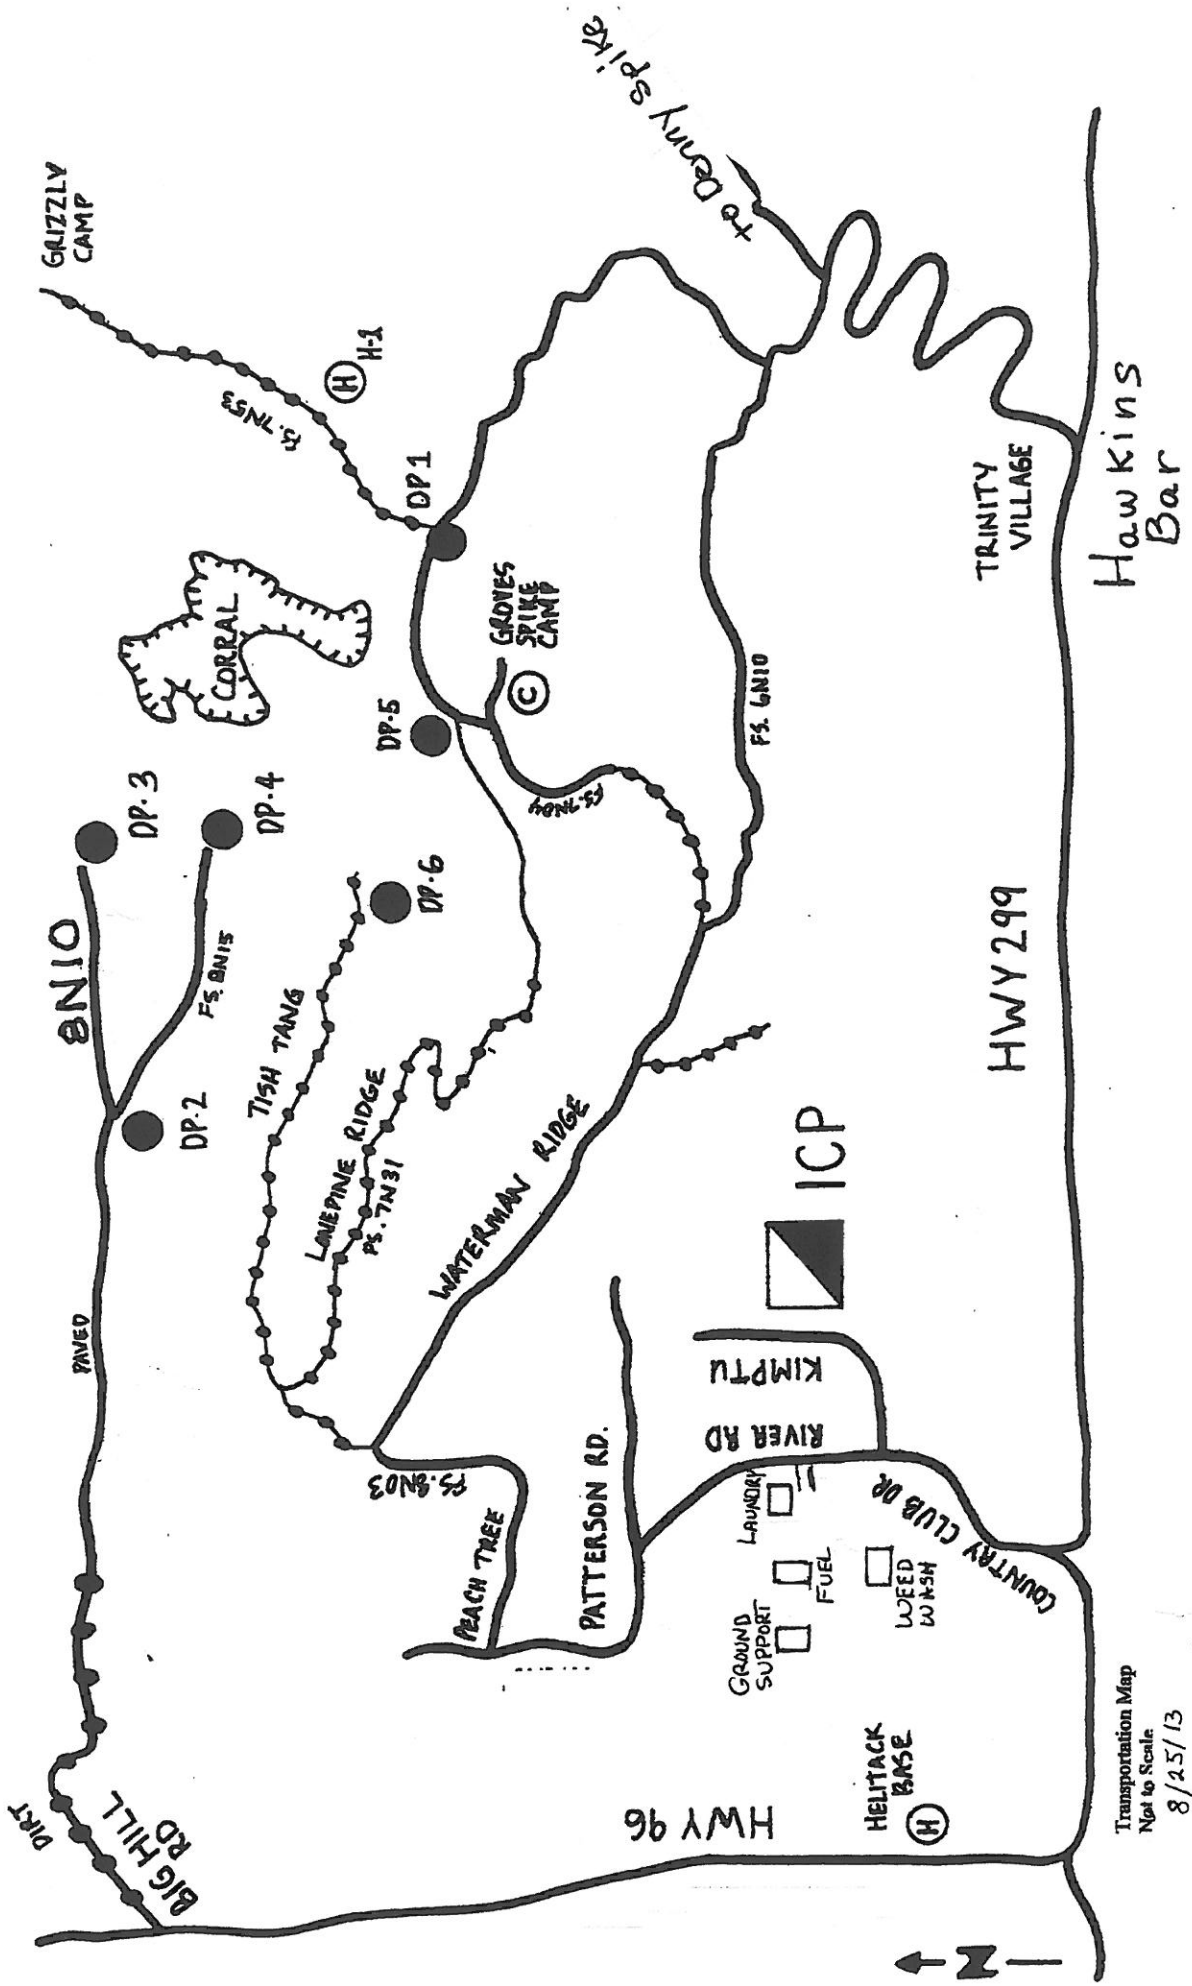 DIRT
BIG HILL
RD
PAVED
8N10
DP·3
DP·4
FS. 8N15
DP·2
CORRAL
GRIZZLY
CAMP
FS. 7N53
H
H-1
DP1
DP·5
GROVES
SPIKE
CAMP
C
DP·6
TISH TANG
LONEPINE RIDGE
FS. 7N31
FS. 7N04
WATERMAN RIDGE
FS. 8N03
PEACH TREE
PATTERSON RD.
FS. 6N10
to Denny Spike
HWY 96
HELITACK
BASE
H
GROUND
SUPPORT
FUEL
LAUNDRY
WEED
WASH
RIVER RD
KIMPTU
COUNTRY CLUB DR
ICP
HWY 299
TRINITY
VILLAGE
Hawkins
Bar
N
Transportation Map
Not to Scale
8/25/13